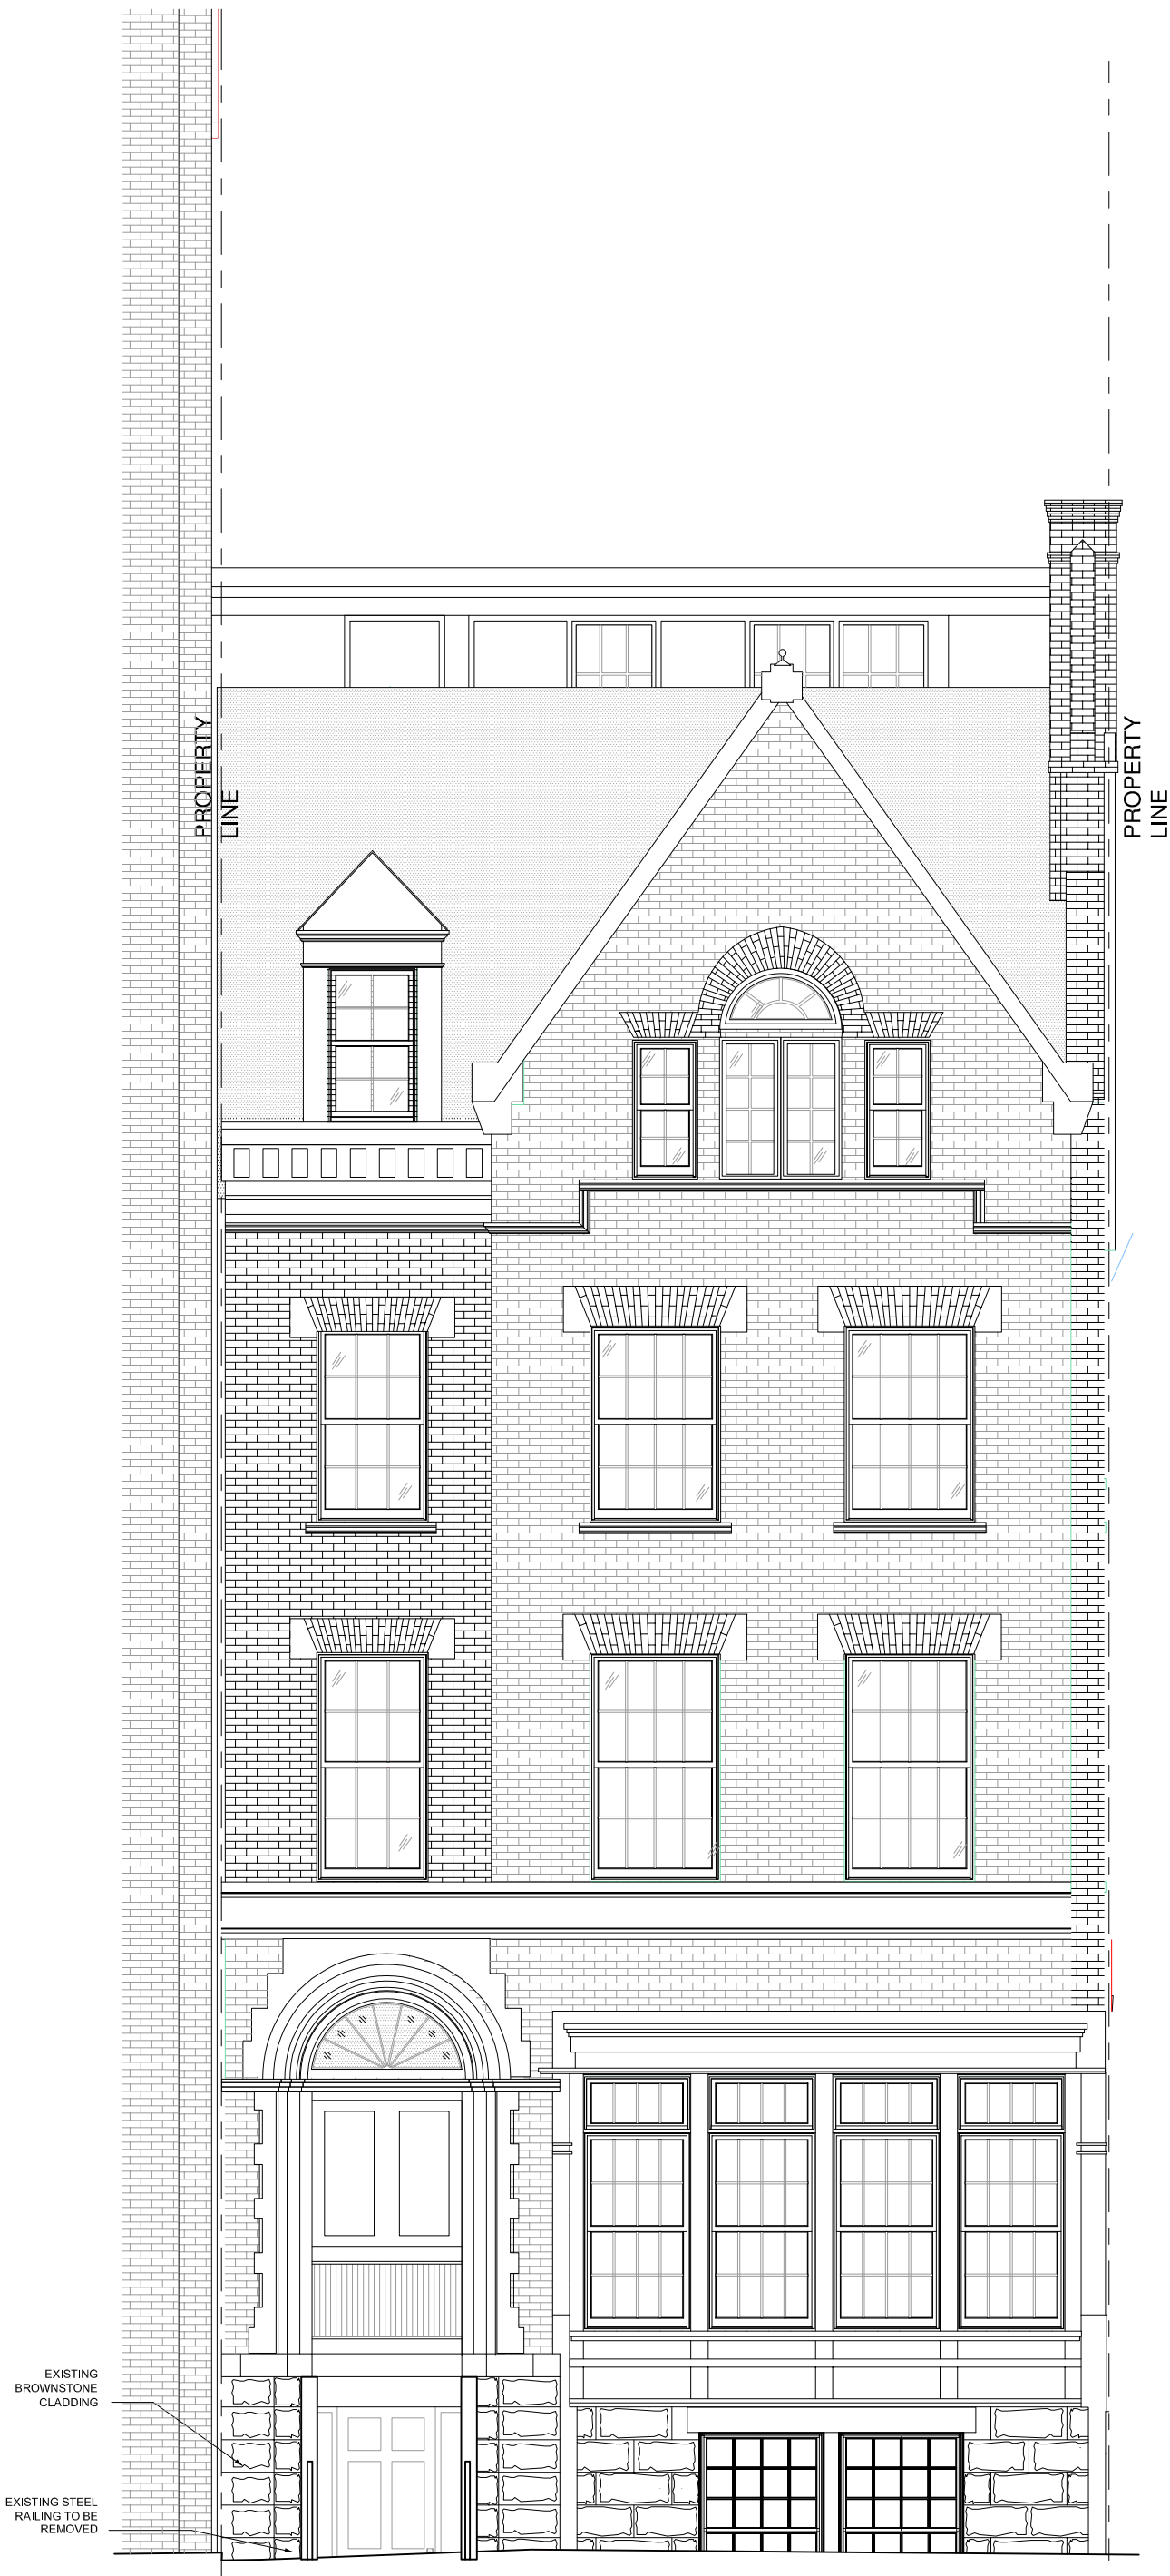 PROPERTY
LINE
PROPERTY
LINE
EXISTING
BROWNSTONE
CLADDING
EXISTING STEEL
RAILING TO BE
REMOVED